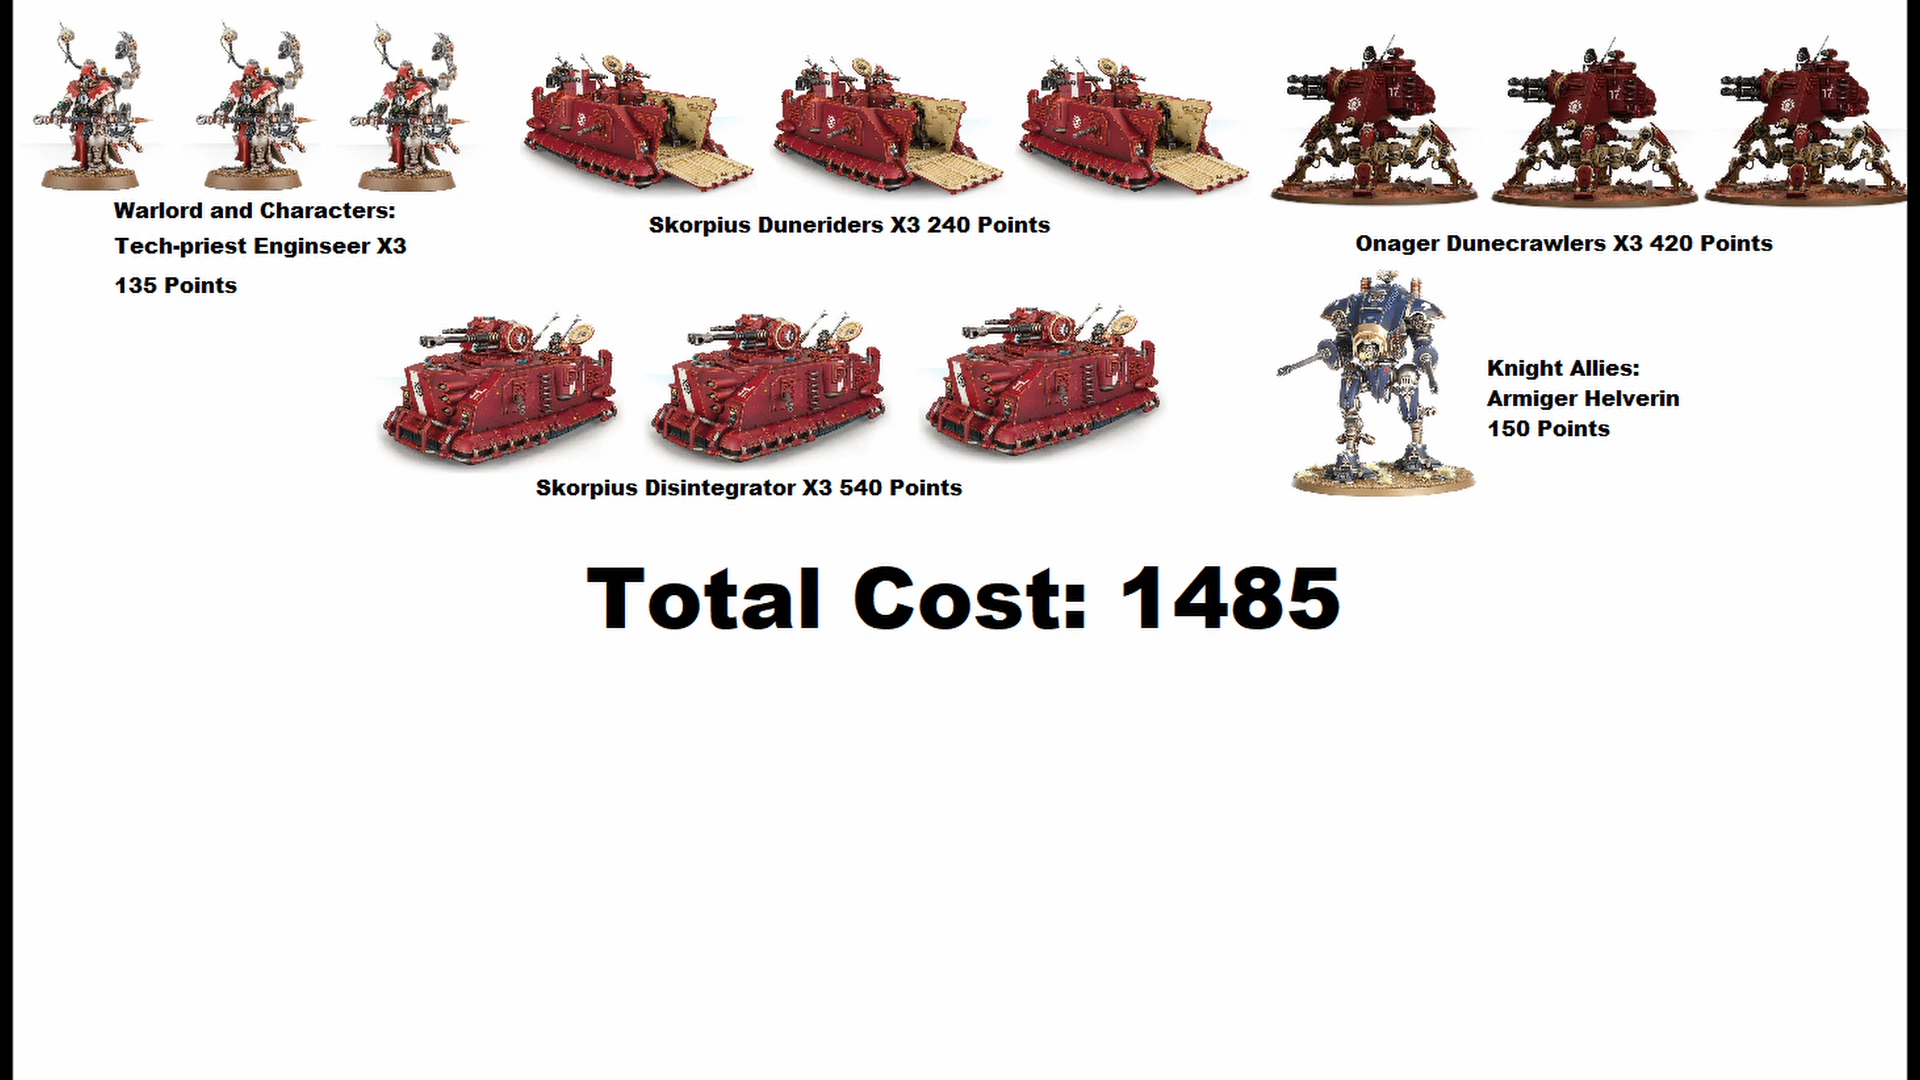 Warlord and Characters:
Tech-priest Enginseer X3
135 Points
Skorpius Duneriders X3 240 Points
Onager Dunecrawlers X3 420 Points
Skorpius Disintegrator X3 540 Points
Knight Allies:
Armiger Helverin
150 Points
Total Cost: 1485